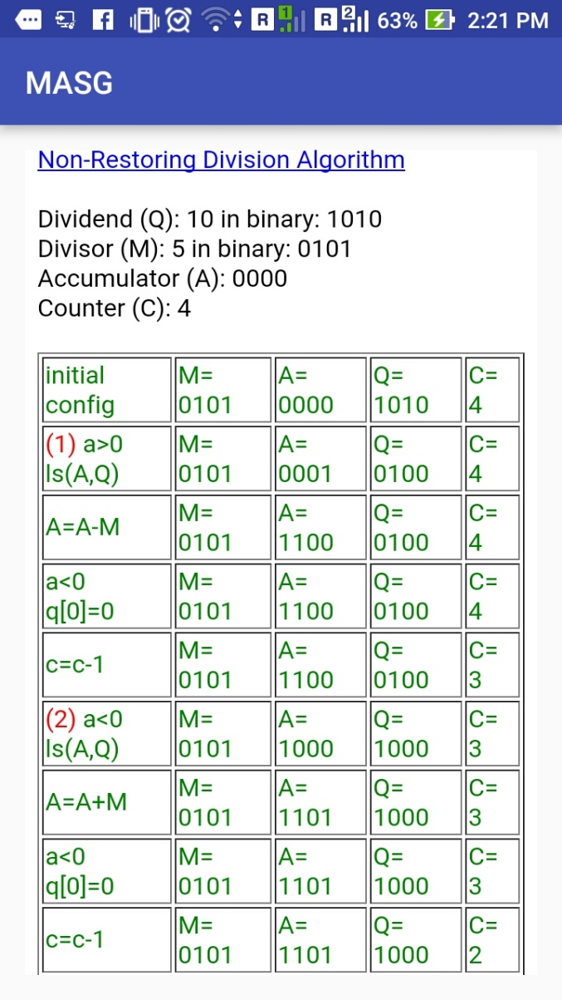 R 1 R 2 63% 2:21 PM
MASG
Non-Restoring Division Algorithm
Dividend (Q): 10 in binary: 1010
Divisor (M): 5 in binary: 0101
Accumulator (A): 0000
Counter (C): 4
initial config M= 0101 A= 0000 Q= 1010 C= 4
(1) a>0 ls(A,Q) M= 0101 A= 0001 Q= 0100 C= 4
A=A-M M= 0101 A= 1100 Q= 0100 C= 4
a<0 q[0]=0 M= 0101 A= 1100 Q= 0100 C= 4
c=c-1 M= 0101 A= 1100 Q= 0100 C= 3
(2) a<0 ls(A,Q) M= 0101 A= 1000 Q= 1000 C= 3
A=A+M M= 0101 A= 1101 Q= 1000 C= 3
a<0 q[0]=0 M= 0101 A= 1101 Q= 1000 C= 3
c=c-1 M= 0101 A= 1101 Q= 1000 C= 2